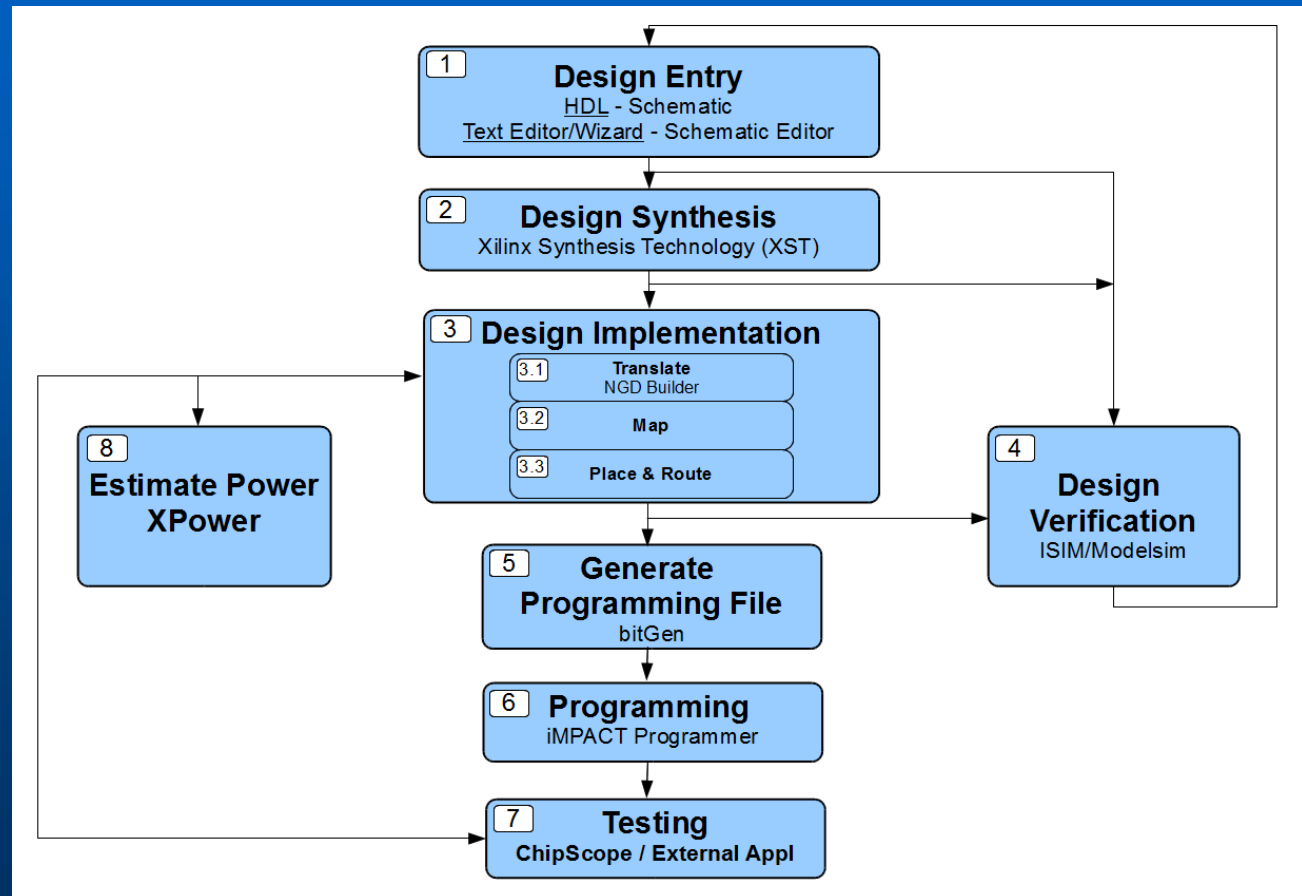 1
Design Entry
HDL - Schematic
Text Editor/Wizard - Schematic Editor
2
Design Synthesis
Xilinx Synthesis Technology (XST)
3
Design Implementation
3.1
Translate
NGD Builder
3.2
Map
3.3
Place & Route
8
Estimate Power
XPower
4
Design
Verification
ISIM/Modelsim
5
Generate
Programming File
bitGen
6
Programming
iMPACT Programmer
7
Testing
ChipScope / External Appl